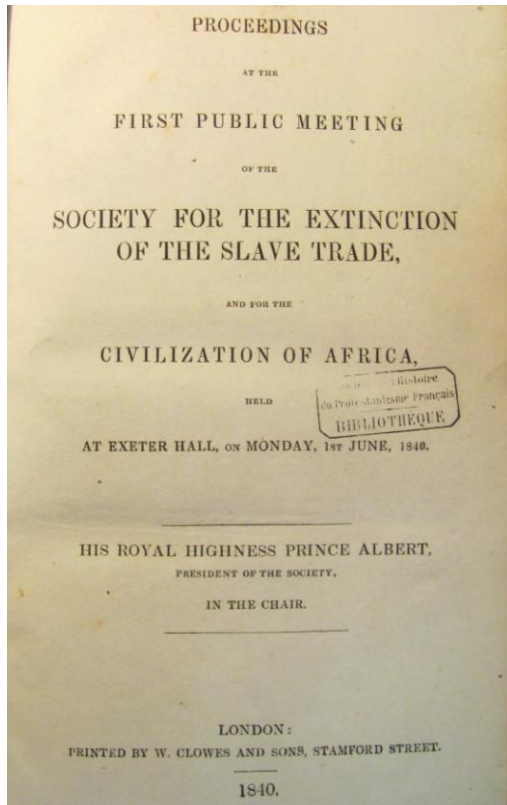 PROCEEDINGS
AT THE
FIRST PUBLIC MEETING
OF THE
SOCIETY FOR THE EXTINCTION
OF THE SLAVE TRADE,
AND FOR THE
CIVILIZATION OF AFRICA,
HELD
Histoire
du Protestantisme Français
BIBLIOTHEQUE
AT EXETER HALL, ON MONDAY, 1ST JUNE, 1840.
HIS ROYAL HIGHNESS PRINCE ALBERT,
PRESIDENT OF THE SOCIETY,
IN THE CHAIR.
LONDON:
PRINTED BY W. CLOWES AND SONS, STAMFORD STREET.
1840.